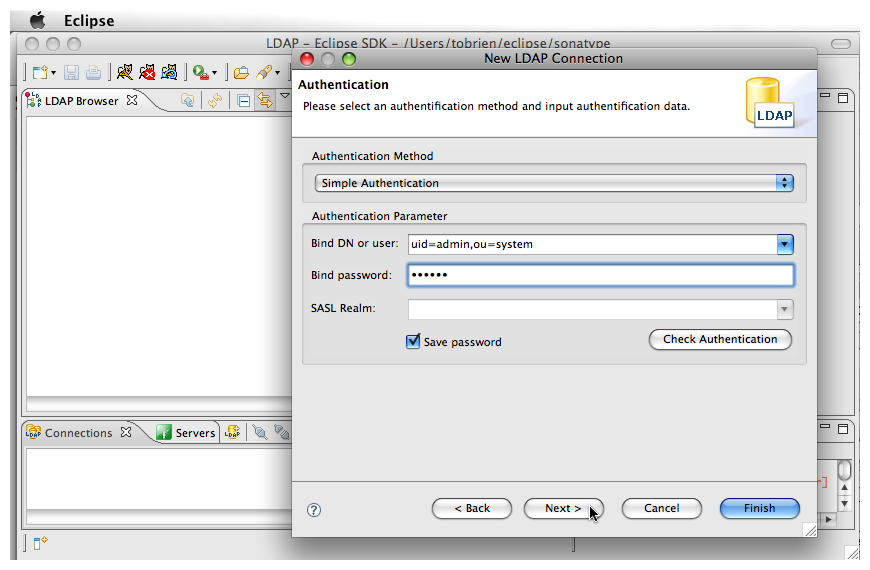 Eclipse
LDAP – Eclipse SDK – /Users/tobrien/eclipse/sonatype
New LDAP Connection
Authentication
Please select an authentification method and input authentification data.
LDAP
LDAP Browser
Authentication Method
Simple Authentication
Authentication Parameter
Bind DN or user:
uid=admin,ou=system
Bind password:
••••••
SASL Realm:
Save password
Check Authentication
Connections
Servers
LDAP
< Back
Next >
Cancel
Finish